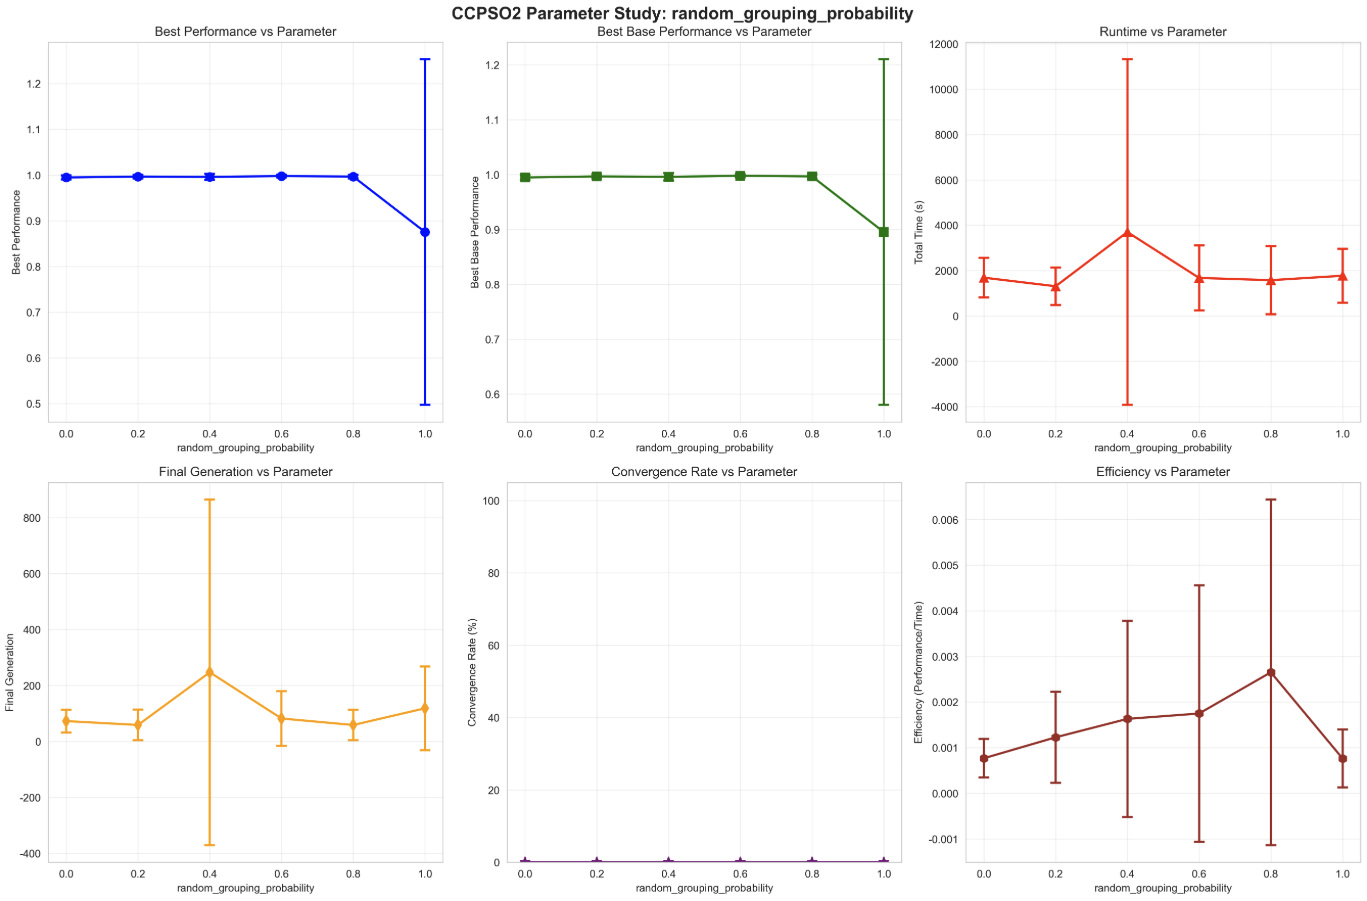 CCPSO2 Parameter Study: random_grouping_probability
Best Performance vs Parameter
Best Performance
1.2
1.1
1.0
0.9
0.8
0.7
0.6
0.5
0.0 0.2 0.4 0.6 0.8 1.0
random_grouping_probability
Best Base Performance vs Parameter
Best Base Performance
1.2
1.1
1.0
0.9
0.8
0.7
0.6
0.0 0.2 0.4 0.6 0.8 1.0
random_grouping_probability
Runtime vs Parameter
Total Time (s)
12000
10000
8000
6000
4000
2000
0
-2000
-4000
0.0 0.2 0.4 0.6 0.8 1.0
random_grouping_probability
Final Generation vs Parameter
Final Generation
800
600
400
200
0
-200
-400
0.0 0.2 0.4 0.6 0.8 1.0
random_grouping_probability
Convergence Rate vs Parameter
Convergence Rate (%)
100
80
60
40
20
0
0.0 0.2 0.4 0.6 0.8 1.0
random_grouping_probability
Efficiency vs Parameter
Efficiency (Performance/Time)
0.006
0.005
0.004
0.003
0.002
0.001
0.000
-0.001
0.0 0.2 0.4 0.6 0.8 1.0
random_grouping_probability